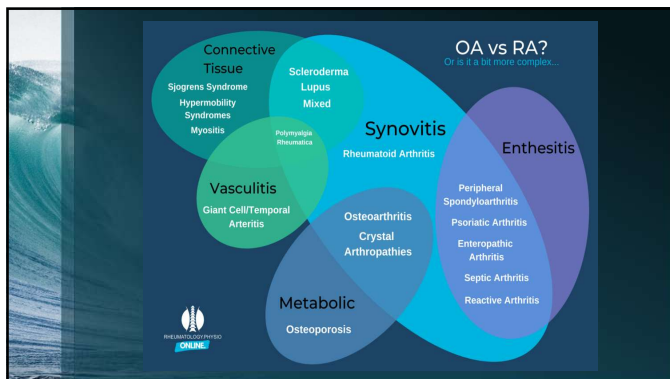 OA vs RA?
Or is it a bit more complex...
Connective
Tissue
Sjogrens Syndrome
Hypermobility
Syndromes
Myositis
Scleroderma
Lupus
Mixed
Polymyalgia
Rheumatica
Synovitis
Rheumatoid Arthritis
Enthesitis
Vasculitis
Giant Cell/Temporal
Arteritis
Peripheral
Spondyloarthritis
Psoriatic Arthritis
Enteropathic
Arthritis
Septic Arthritis
Reactive Arthritis
Osteoarthritis
Crystal
Arthropathies
Metabolic
Osteoporosis
RHEUMATOLOGY.PHYSIO
ONLINE.